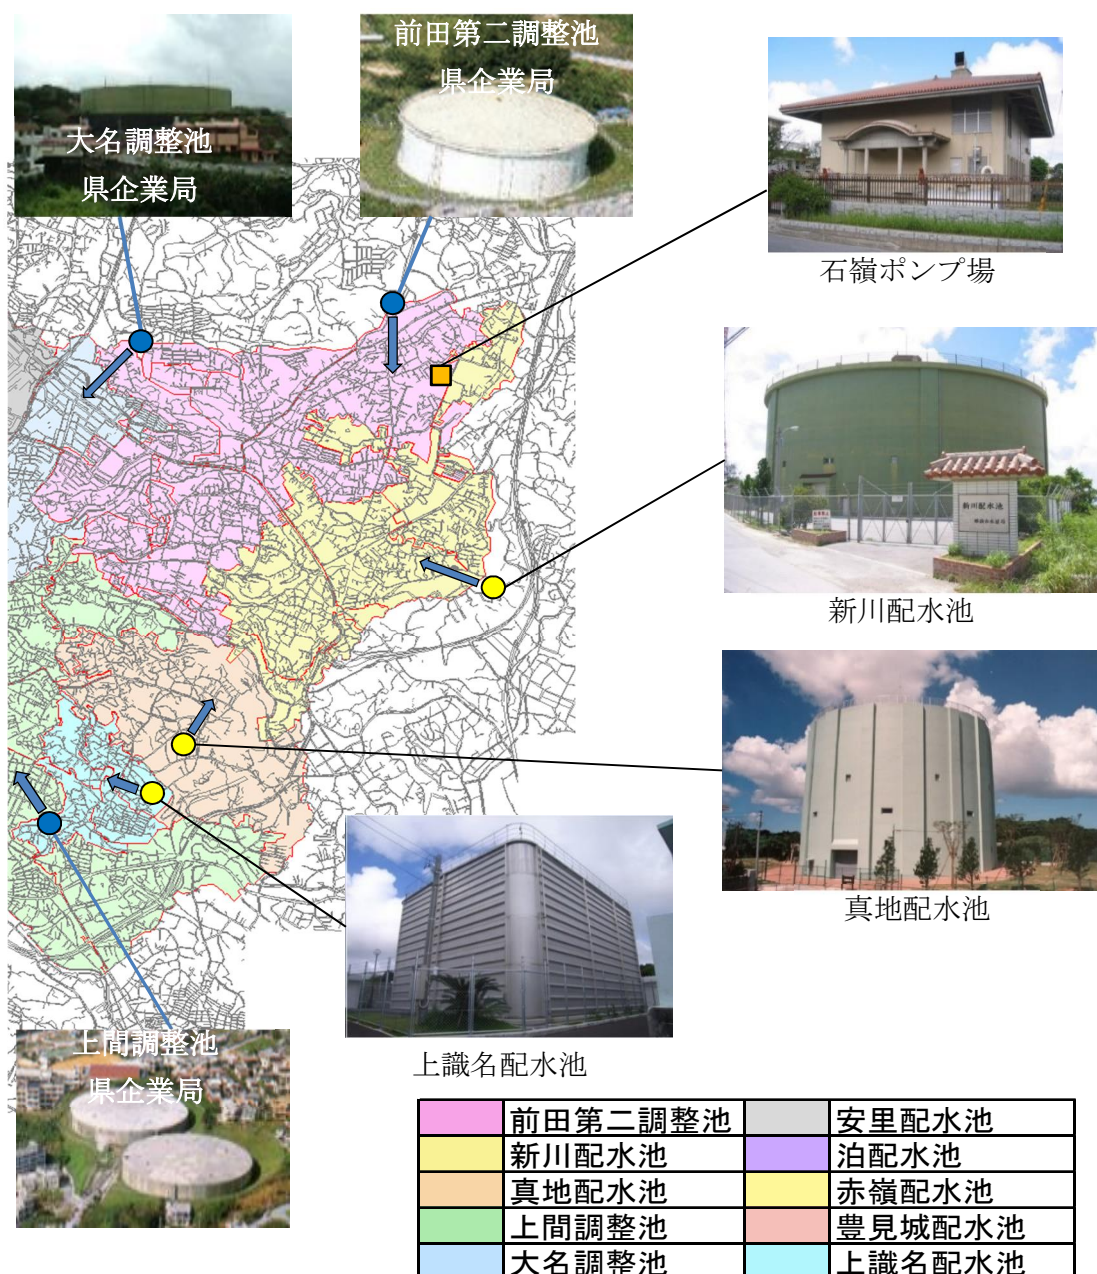 前田第二調整池
県企業局
大名調整池
県企業局
石嶺ポンプ場
新川配水池
新川配水池
真地配水池
上識名配水池
上間調整池
県企業局
前田第二調整池 安里配水池
新川配水池 泊配水池
真地配水池 赤嶺配水池
上間調整池 豊見城配水池
大名調整池 上識名配水池